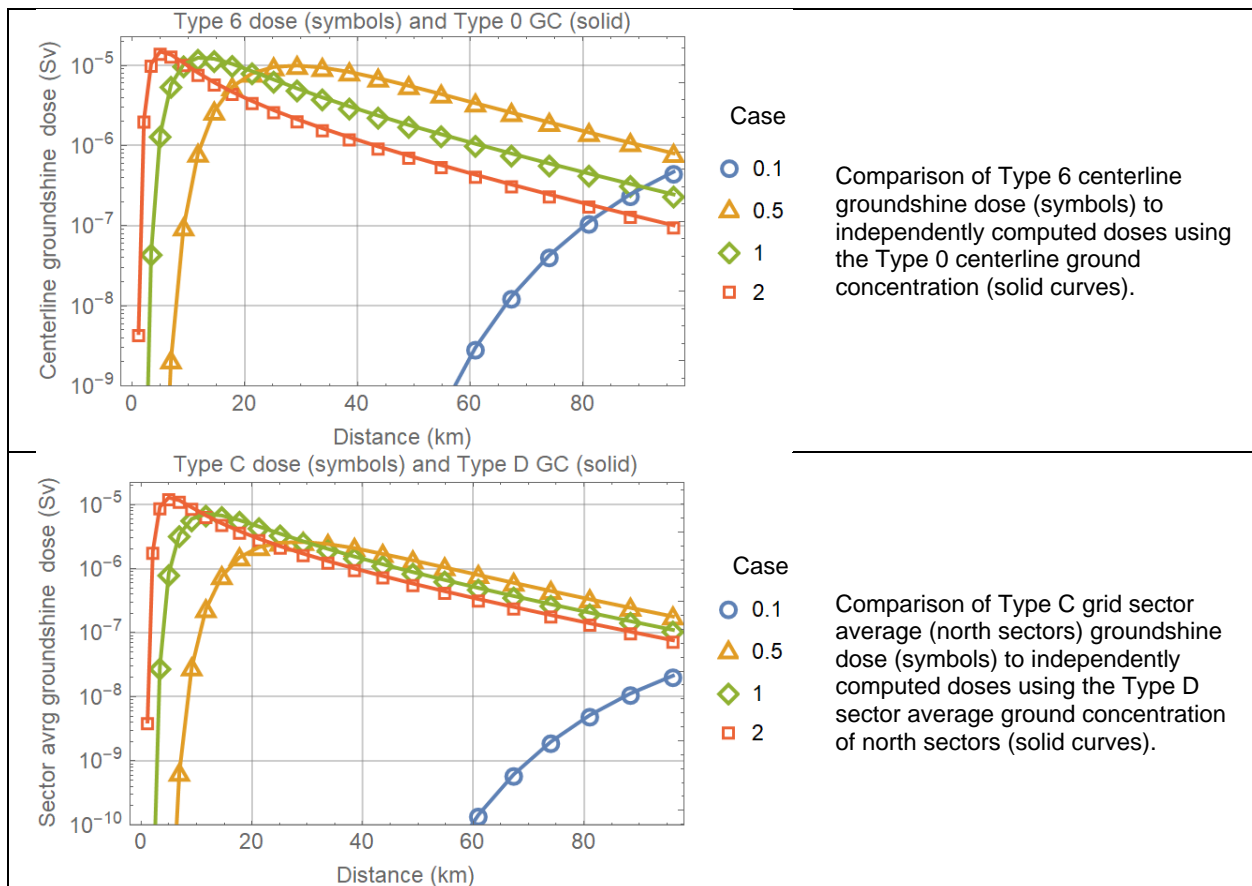 Type 6 dose (symbols) and Type 0 GC (solid)
Centerline groundshine dose (Sv)
10⁻⁵
10⁻⁶
10⁻⁷
10⁻⁸
10⁻⁹
0 20 40 60 80
Distance (km)
Case
0.1
0.5
1
2
Comparison of Type 6 centerline
groundshine dose (symbols) to
independently computed doses using
the Type 0 centerline ground
concentration (solid curves).
Type C dose (symbols) and Type D GC (solid)
Sector avrg groundshine dose (Sv)
10⁻⁵
10⁻⁶
10⁻⁷
10⁻⁸
10⁻⁹
10⁻¹⁰
0 20 40 60 80
Distance (km)
Case
0.1
0.5
1
2
Comparison of Type C grid sector
average (north sectors) groundshine
dose (symbols) to independently
computed doses using the Type D
sector average ground concentration
of north sectors (solid curves).